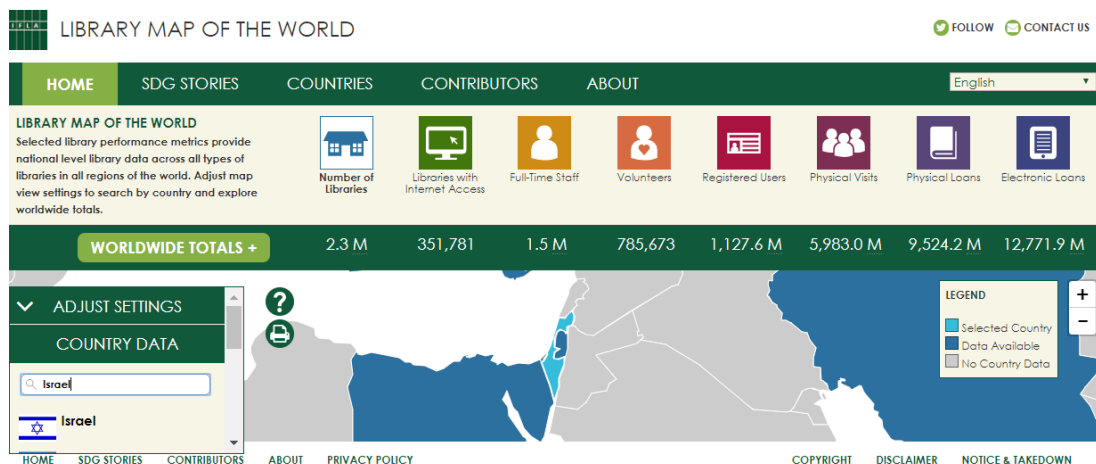 IFLA
LIBRARY MAP OF THE WORLD
FOLLOW
CONTACT US
HOME
SDG STORIES
COUNTRIES
CONTRIBUTORS
ABOUT
English
LIBRARY MAP OF THE WORLD
Selected library performance metrics provide
national level library data across all types of
libraries in all regions of the world. Adjust map
view settings to search by country and explore
worldwide totals.
Number of
Libraries
Libraries with
Internet Access
Full-Time Staff
Volunteers
Registered Users
Physical Visits
Physical Loans
Electronic Loans
WORLDWIDE TOTALS +
2.3 M
351,781
1.5 M
785,673
1,127.6 M
5,983.0 M
9,524.2 M
12,771.9 M
ADJUST SETTINGS
COUNTRY DATA
Israel
Israel
?
LEGEND
Selected Country
Data Available
No Country Data
+
−
HOME
SDG STORIES
CONTRIBUTORS
ABOUT
PRIVACY POLICY
COPYRIGHT
DISCLAIMER
NOTICE & TAKEDOWN